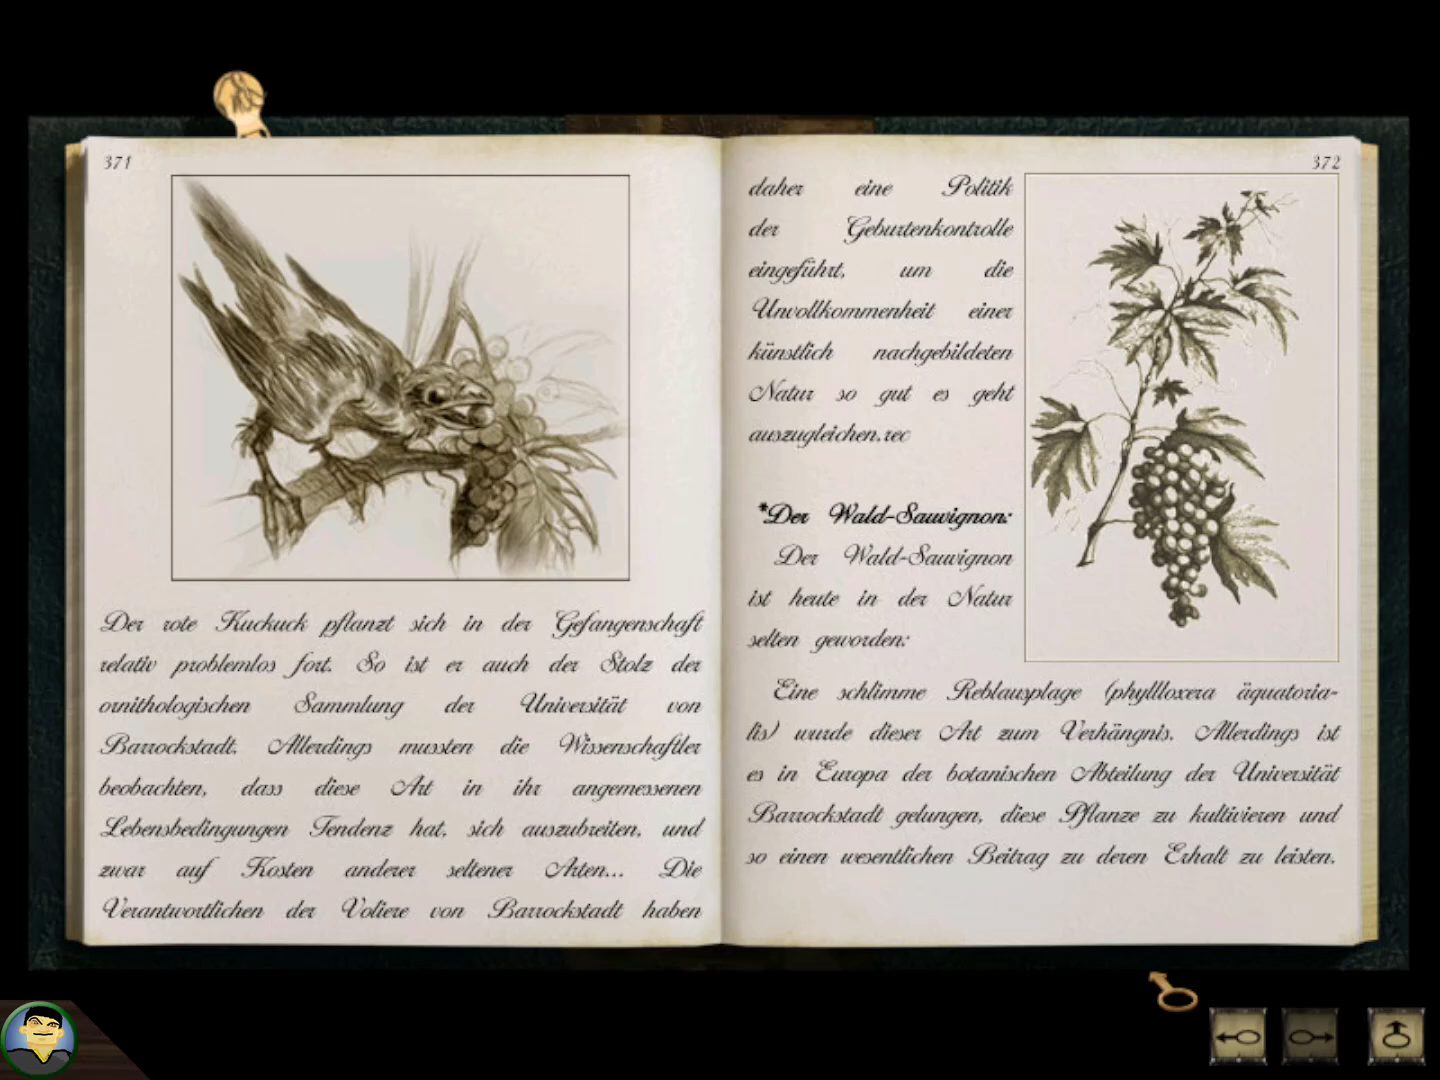 371
Der rote Kuckuck pflanzt sich in der Gefangenschaft
relativ problemlos fort. So ist er auch der Stolz der
ornithologischen Sammlung der Universität von
Barrockstadt. Allerdings mussten die Wissenschaftler
beobachten, dass diese Art in ihr angemessenen
Lebensbedingungen Tendenz hat, sich auszubreiten, und
zwar auf Kosten anderer seltener Arten... Die
Verantwortlichen der Voliere von Barrockstadt haben
372
daher eine Politik
der Geburtenkontrolle
eingeführt, um die
Unvollkommenheit einer
künstlich nachgebildeten
Natur so gut es geht
auszugleichen.rec
*Der Wald-Sauvignon:
Der Wald-Sauvignon
ist heute in der Natur
selten geworden:
Eine schlimme Reblausplage (phyllloxera äquatoria-
lis) wurde dieser Art zum Verhängnis. Allerdings ist
es in Europa der botanischen Abteilung der Universität
Barrockstadt gelungen, diese Pflanze zu kultivieren und
so einen wesentlichen Beitrag zu deren Erhalt zu leisten.